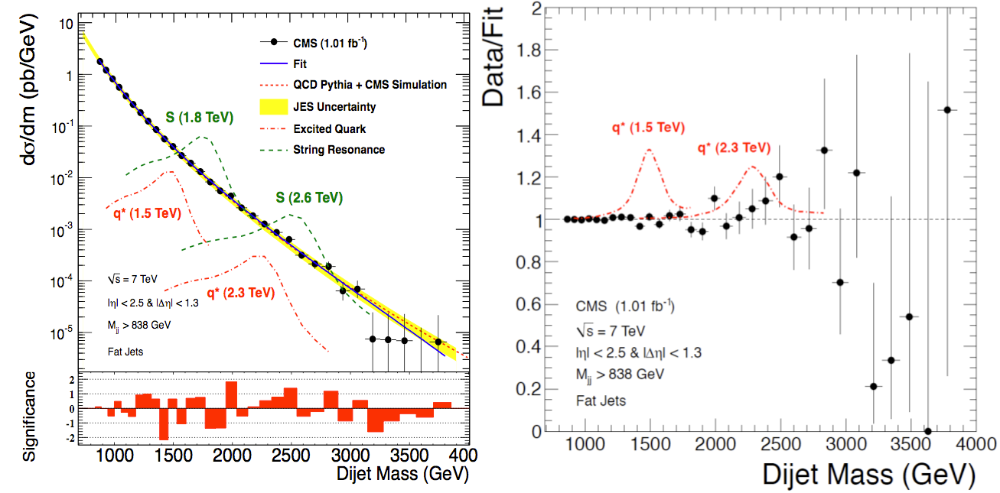 dσ/dm (pb/GeV)
10
1
10⁻¹
10⁻²
10⁻³
10⁻⁴
10⁻⁵
CMS (1.01 fb⁻¹)
Fit
QCD Pythia + CMS Simulation
JES Uncertainty
Excited Quark
String Resonance
S (1.8 TeV)
q* (1.5 TeV)
S (2.6 TeV)
q* (2.3 TeV)
√s = 7 TeV
|η| < 2.5 & |Δη| < 1.3
Mjj > 838 GeV
Fat Jets
Significance
2
1
0
-1
-2
1000 1500 2000 2500 3000 3500 400
Dijet Mass (GeV)
Data/Fit
2
1.8
1.6
1.4
1.2
1
0.8
0.6
0.4
0.2
0
q* (1.5 TeV)
q* (2.3 TeV)
CMS (1.01 fb⁻¹)
√s = 7 TeV
|η| < 2.5 & |Δη| < 1.3
Mjj > 838 GeV
Fat Jets
1000 1500 2000 2500 3000 3500 4000
Dijet Mass (GeV)